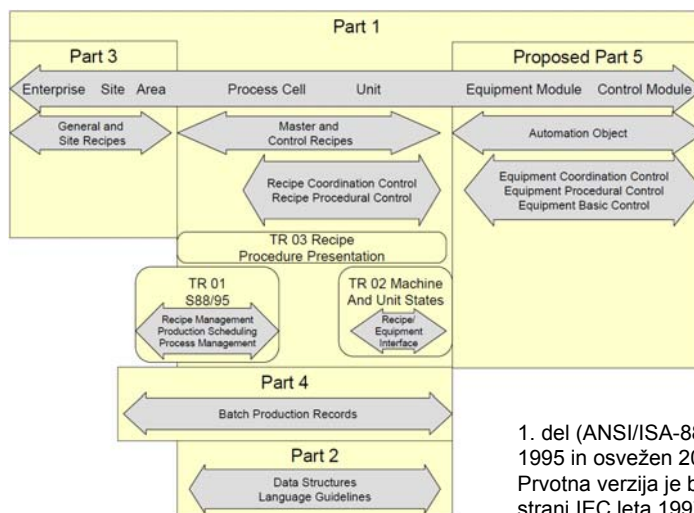 Part 1
Part 3
Proposed Part 5
Enterprise Site Area Process Cell Unit Equipment Module Control Module
General and
Site Recipes
Master and
Control Recipes
Automation Object
Recipe Coordination Control
Recipe Procedural Control
Equipment Coordination Control
Equipment Procedural Control
Equipment Basic Control
TR 03 Recipe
Procedure Presentation
TR 01
S88/95
Recipe Management
Production Scheduling
Process Management
TR 02 Machine
And Unit States
Recipe/
Equipment
Interface
Part 4
Batch Production Records
Part 2
Data Structures
Language Guidelines
1. del (ANSI/ISA-88
1995 in osvežen 20
Prvotna verzija je b
strani IEC leta 199